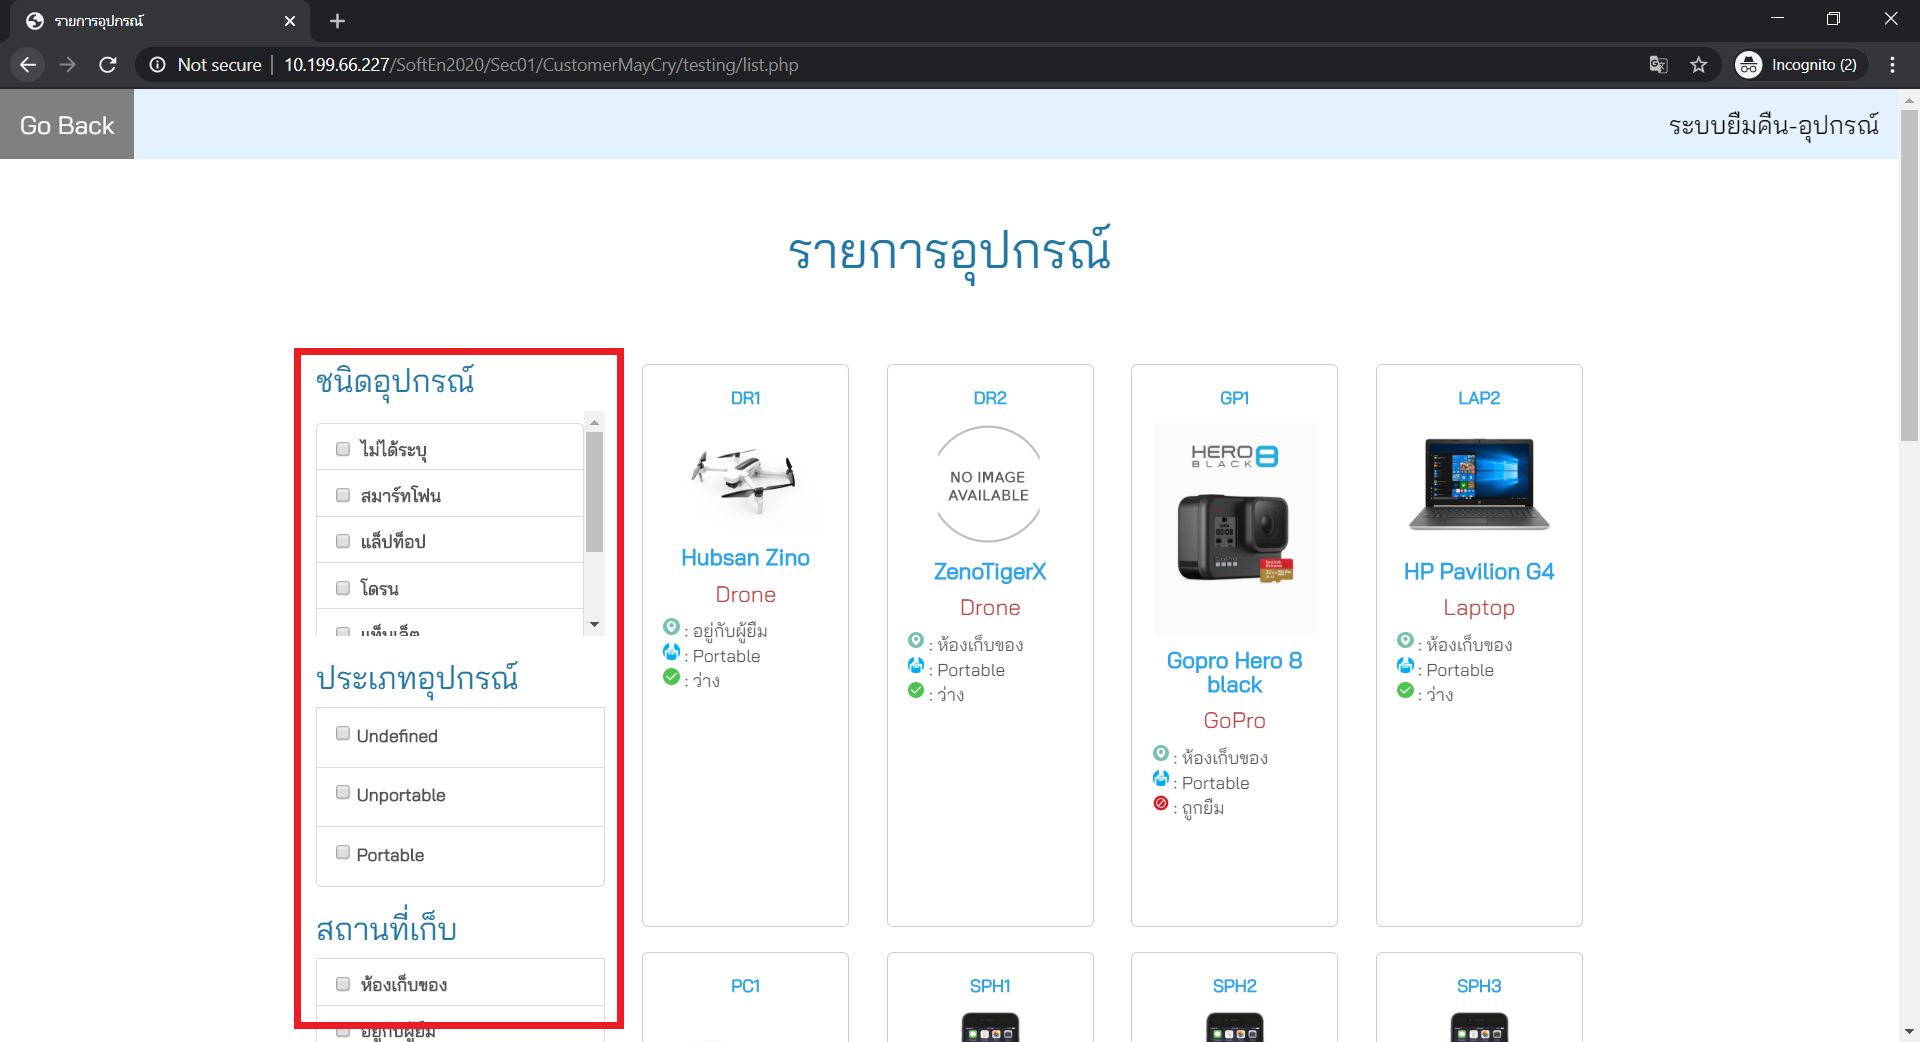 รายการอุปกรณ์
Not secure
10.199.66.227/SoftEn2020/Sec01/CustomerMayCry/testing/list.php
Incognito (2)
Go Back
ระบบยืมคืน-อุปกรณ์
รายการอุปกรณ์
ชนิดอุปกรณ์
ไม่ได้ระบุ
สมาร์ทโฟน
แล็ปท็อป
โดรน
แท็บเล็ต
ประเภทอุปกรณ์
Undefined
Unportable
Portable
สถานที่เก็บ
ห้องเก็บของ
อยู่กับผู้ยืม
DR1
Hubsan Zino
Drone
: อยู่กับผู้ยืม
: Portable
: ว่าง
DR2
NO IMAGE
AVAILABLE
ZenoTigerX
Drone
: ห้องเก็บของ
: Portable
: ว่าง
GP1
HERO8
BLACK
Gopro Hero 8
black
GoPro
: ห้องเก็บของ
: Portable
: ถูกยืม
LAP2
HP Pavilion G4
Laptop
: ห้องเก็บของ
: Portable
: ว่าง
PC1
SPH1
SPH2
SPH3